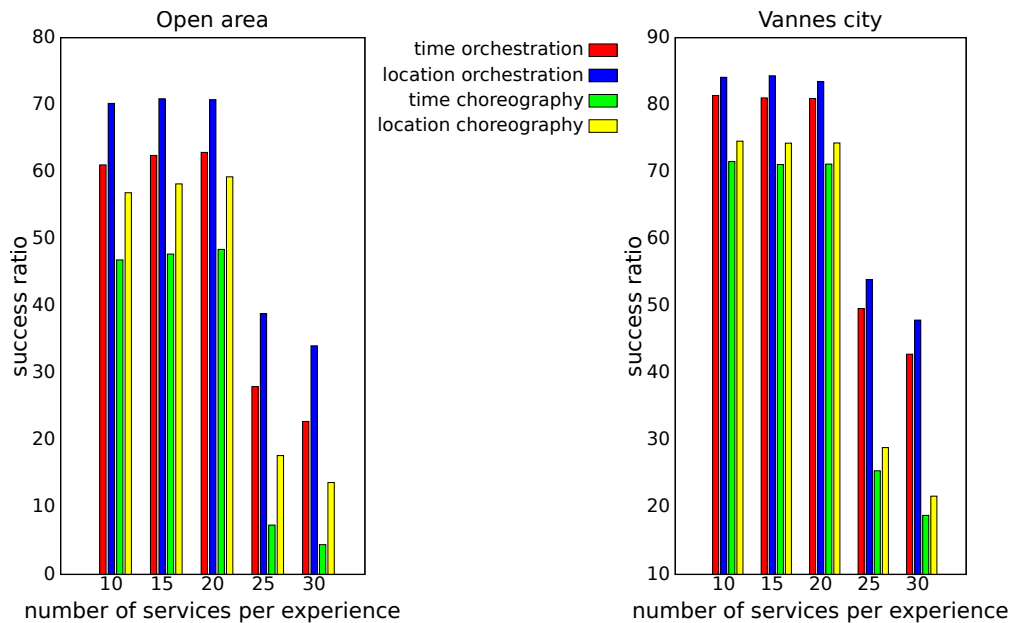 Open area
success ratio
80
70
60
50
40
30
20
10
0
10 15 20 25 30
number of services per experience
time orchestration
location orchestration
time choreography
location choreography
Vannes city
success ratio
90
80
70
60
50
40
30
20
10
10 15 20 25 30
number of services per experience